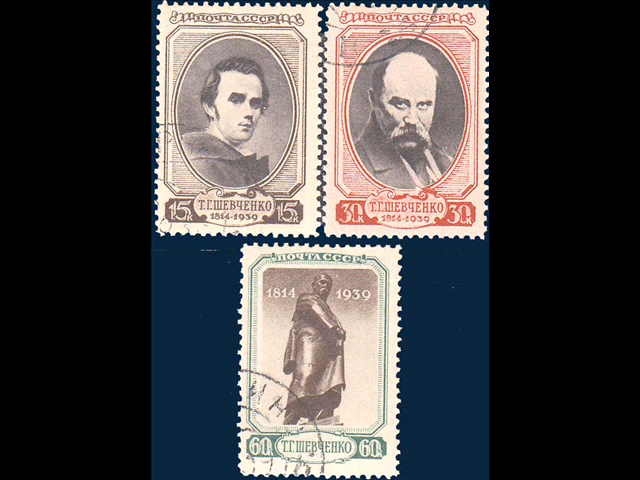 ПОЧТА СССР
15К Т.Г.ШЕВЧЕНКО 15К
1814-1939
ПОЧТА СССР
30К Т.Г.ШЕВЧЕНКО 30К
1814-1939
ПОЧТА СССР
1814 1939
60К Т.Г.ШЕВЧЕНКО 60К